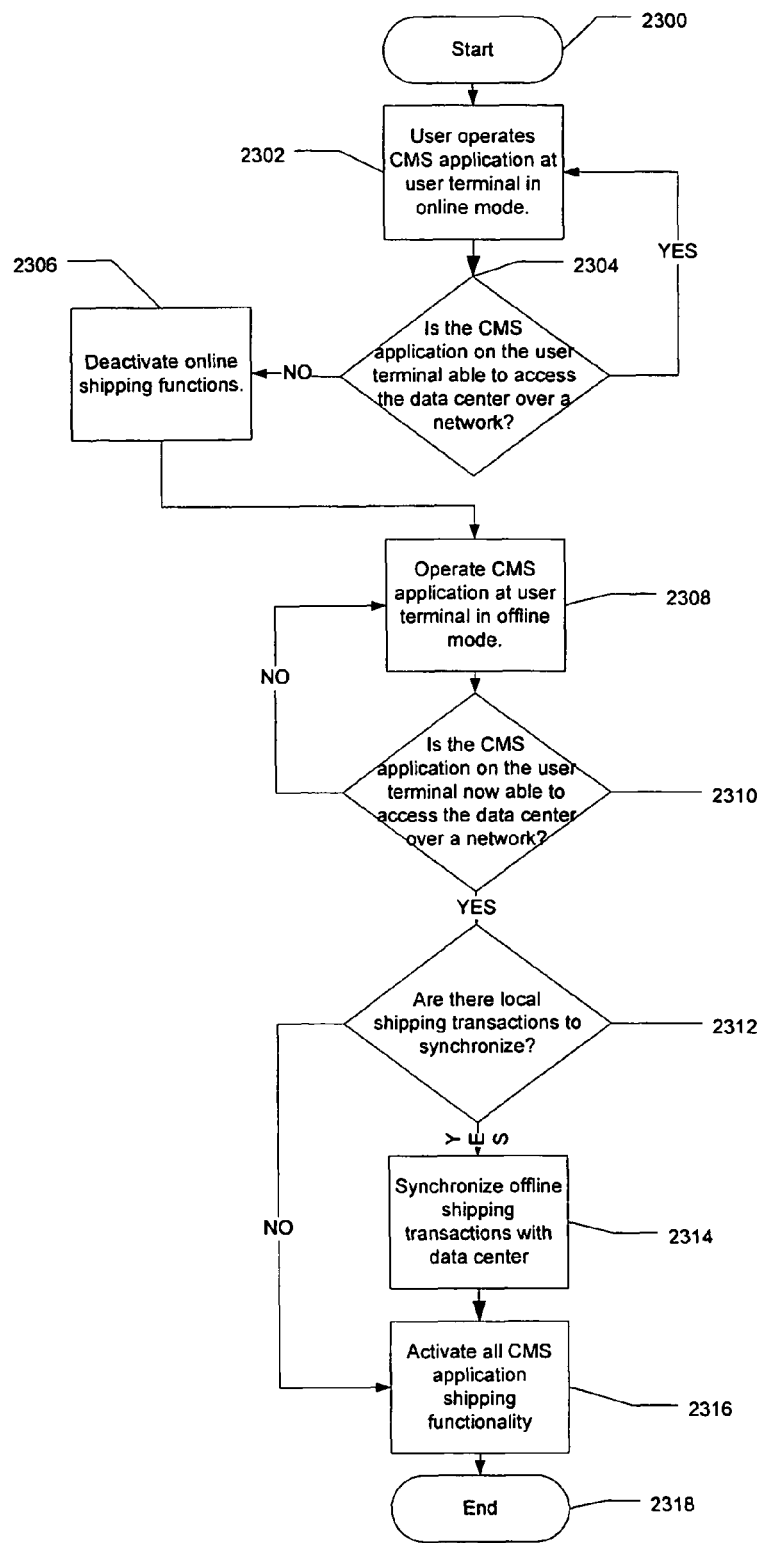 Start
2300
User operates
CMS application at
user terminal in
online mode.
2302
YES
2306
2304
Deactivate online
shipping functions.
NO
Is the CMS
application on the user
terminal able to access
the data center over a
network?
Operate CMS
application at user
terminal in offline
mode.
2308
NO
Is the CMS
application on the user
terminal now able to
access the data center
over a network?
2310
YES
Are there local
shipping transactions to
synchronize?
2312
YES
Synchronize offline
shipping
transactions with
data center
2314
NO
Activate all CMS
application
shipping
functionality
2316
End
2318